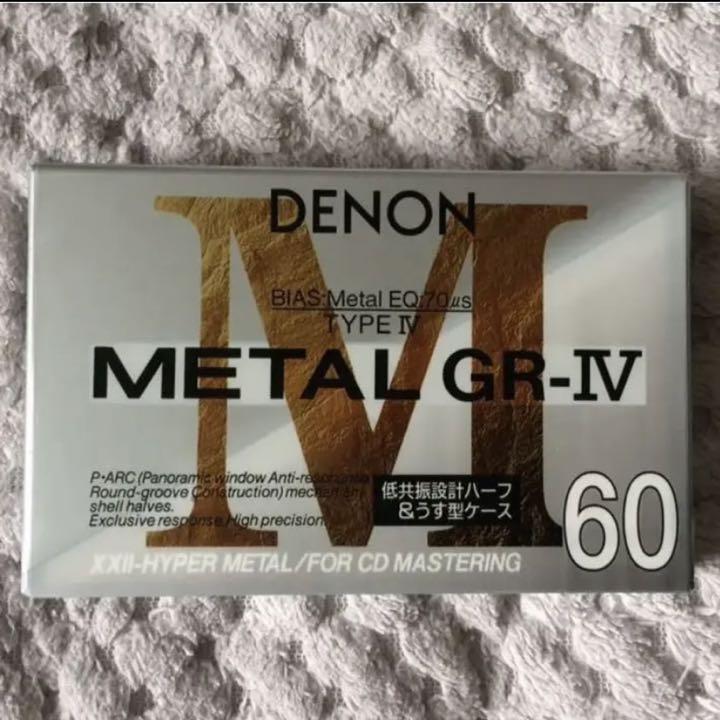 DENON
BIAS:Metal EQ:70μs
TYPE IV
METAL GR-IV
P•ARC (Panoramic window Anti-resonance
Round-groove Construction) mechanism
shell halves.
Exclusive response. High precision.
低共振設計ハーフ
&うす型ケース
60
XXII-HYPER METAL/FOR CD MASTERING